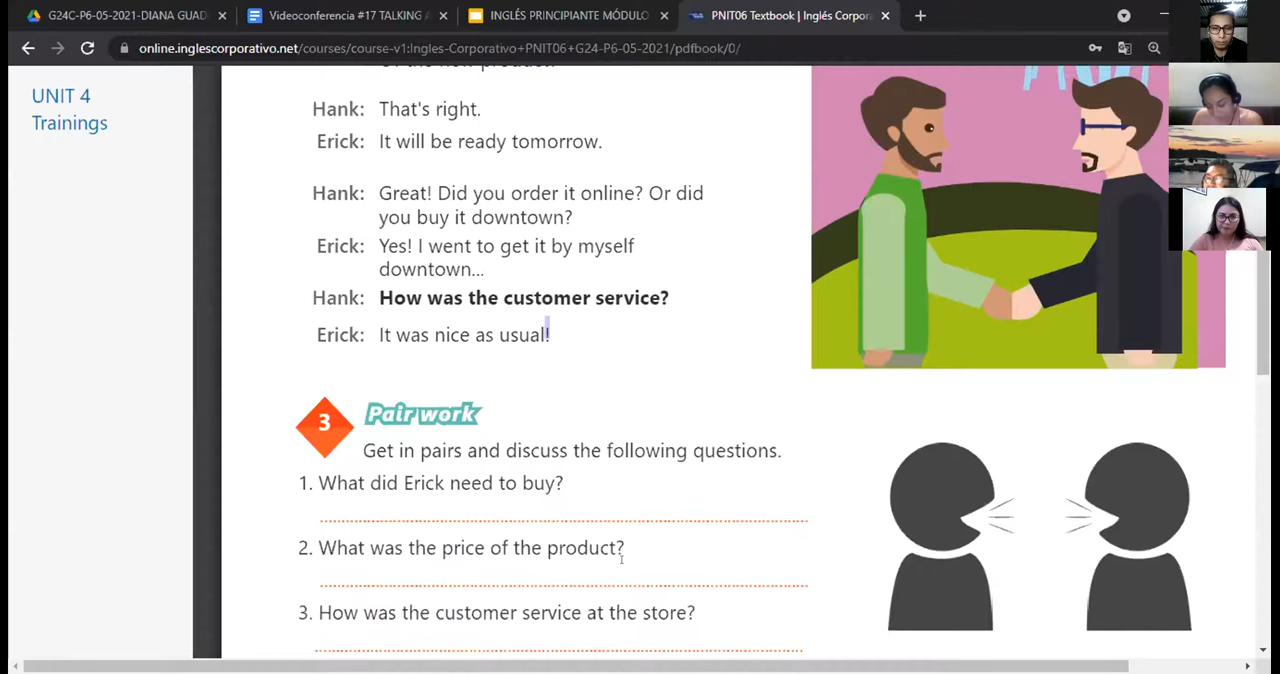 G24C-P6-05-2021-DIANA GUAD
Videoconferencia #17 TALKING A
INGLÉS PRINCIPIANTE MÓDULO
PNIT06 Textbook | Inglés Corpor
online.inglescorporativo.net/courses/course-v1:Ingles-Corporativo+PNIT06+G24-P6-05-2021/pdfbook/0/
UNIT 4
Trainings
Hank: That's right.
Erick: It will be ready tomorrow.
Hank: Great! Did you order it online? Or did
you buy it downtown?
Erick: Yes! I went to get it by myself
downtown...
Hank: How was the customer service?
Erick: It was nice as usual!
3
Pair work
Get in pairs and discuss the following questions.
1. What did Erick need to buy?
2. What was the price of the product?
3. How was the customer service at the store?